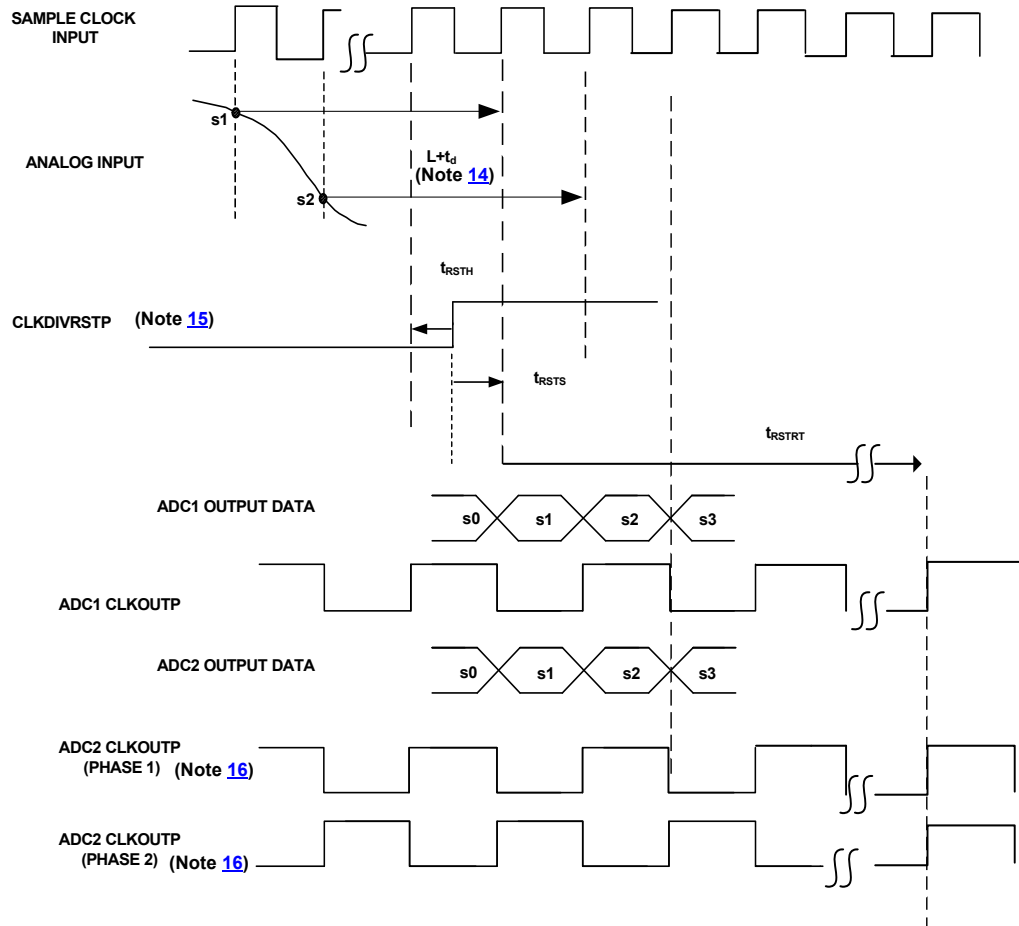 SAMPLE CLOCK
INPUT
s1
ANALOG INPUT
L+td
(Note 14)
s2
tRSTH
CLKDIVRSTP (Note 15)
tRSTS
tRSTRT
ADC1 OUTPUT DATA
s0 s1 s2 s3
ADC1 CLKOUTP
ADC2 OUTPUT DATA
s0 s1 s2 s3
ADC2 CLKOUTP
(PHASE 1) (Note 16)
ADC2 CLKOUTP
(PHASE 2) (Note 16)